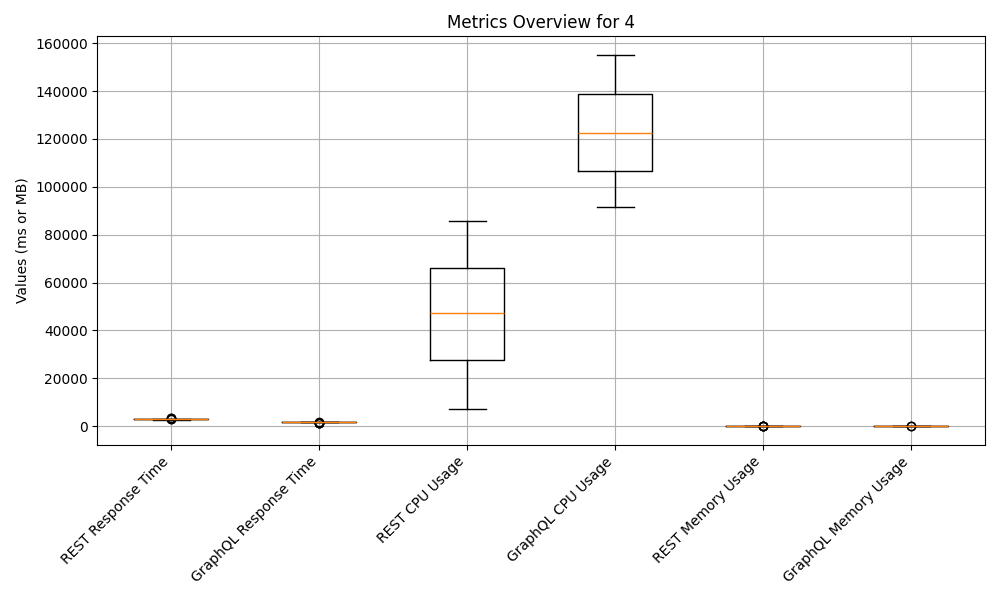 Metrics Overview for 4
Values (ms or MB)
160000
140000
120000
100000
80000
60000
40000
20000
0
REST Response Time
GraphQL Response Time
REST CPU Usage
GraphQL CPU Usage
REST Memory Usage
GraphQL Memory Usage